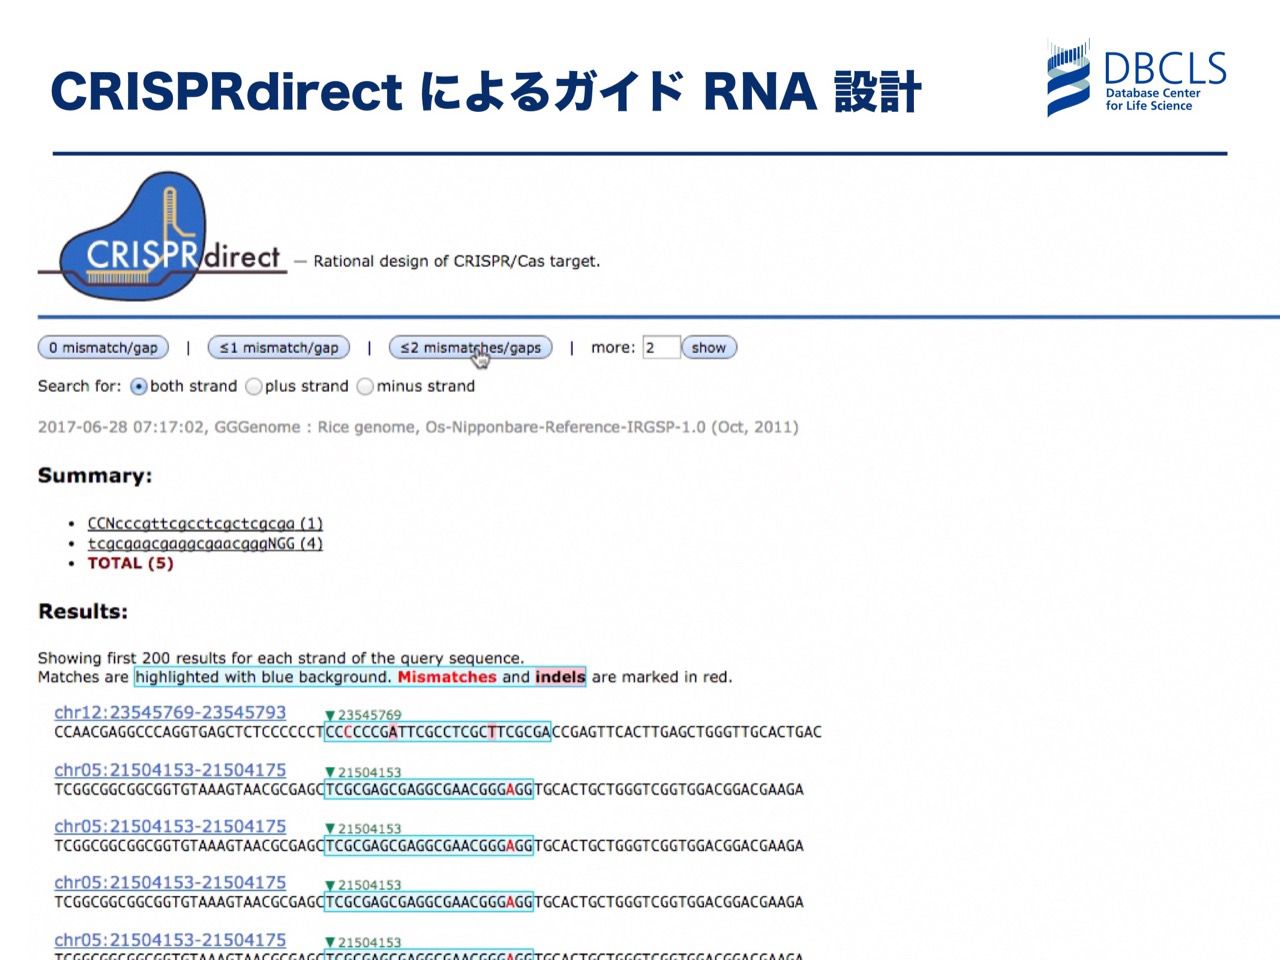 CRISPRdirect によるガイド RNA 設計
DBCLS
Database Center
for Life Science
CRISPRdirect — Rational design of CRISPR/Cas target.
0 mismatch/gap | ≤1 mismatch/gap | ≤2 mismatches/gaps | more: 2 show
Search for: both strand plus strand minus strand
2017-06-28 07:17:02, GGGenome : Rice genome, Os-Nipponbare-Reference-IRGSP-1.0 (Oct, 2011)
Summary:
• CCNcccgttcgcctcgctcgcga (1)
• tcgcgagcgaggcgaacgggNGG (4)
• TOTAL (5)
Results:
Showing first 200 results for each strand of the query sequence.
Matches are highlighted with blue background. Mismatches and indels are marked in red.
chr12:23545769-23545793
▼23545769
CCAACGAGGCCCAGGTGAGCTCTCCCCCCTCCCCCCGATTCGCCTCGCTTCGCGACCGAGTTCACTTGAGCTGGGTTGCACTGAC
chr05:21504153-21504175
▼21504153
TCGGCGGCGGCGGTGTAAAGTAACGCGAGCTCGCGAGCGAGGCGAACGGGAGGTGCACTGCTGGGTCGGTGGACGGACGAAGA
chr05:21504153-21504175
▼21504153
TCGGCGGCGGCGGTGTAAAGTAACGCGAGCTCGCGAGCGAGGCGAACGGGAGGTGCACTGCTGGGTCGGTGGACGGACGAAGA
chr05:21504153-21504175
▼21504153
TCGGCGGCGGCGGTGTAAAGTAACGCGAGCTCGCGAGCGAGGCGAACGGGAGGTGCACTGCTGGGTCGGTGGACGGACGAAGA
chr05:21504153-21504175
▼21504153
TCGGCGGCGGCGGTGTAAAGTAACGCGAGCTCGCGAGCGAGGCGAACGGGAGGTGCACTGCTGGGTCGGTGGACGGACGAAGA